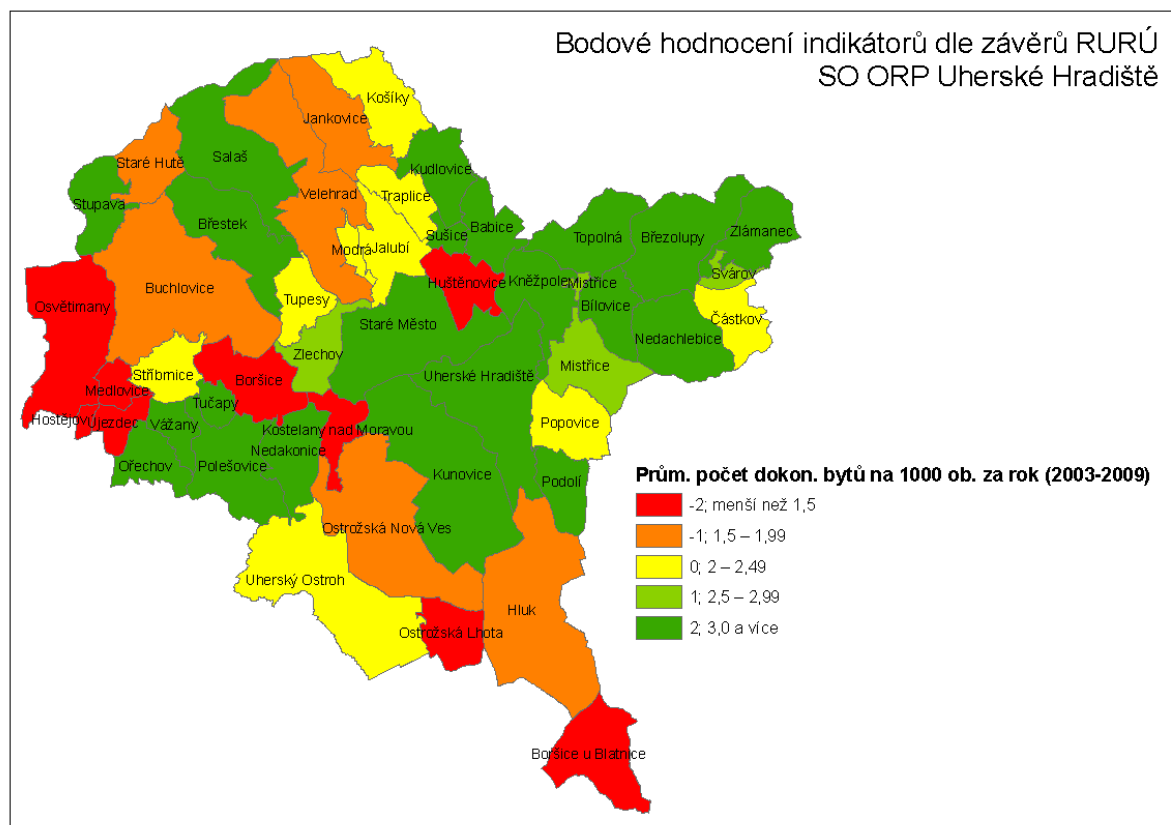 Bodové hodnocení indikátorů dle závěrů RURÚ
SO ORP Uherské Hradiště
Košíky
Jankovice
Staré Hutě
Salaš
Kudlovice
Stupava
Velehrad
Traplice
Břestek
Sušice
Babice
Topolná
Březolupy
Zlámanec
Modrá
Jalubí
Svárov
Huštěnovice
Kněžpole
Mistřice
Buchlovice
Osvětimany
Tupesy
Bílovice
Staré Město
Částkov
Nedachlebice
Zlechov
Mistřice
Stříbrnice
Boršice
Uherské Hradiště
Medlovice
Tučapy
Hostějov
Újezdec
Vážany
Kostelany nad Moravou
Popovice
Nedakonice
Ořechov
Polešovice
Kunovice
Podolí
Ostrožská Nová Ves
Uherský Ostroh
Hluk
Ostrožská Lhota
Boršice u Blatnice
Prům. počet dokon. bytů na 1000 ob. za rok (2003-2009)
-2; menší než 1,5
-1; 1,5 – 1,99
0; 2 – 2,49
1; 2,5 – 2,99
2; 3,0 a více